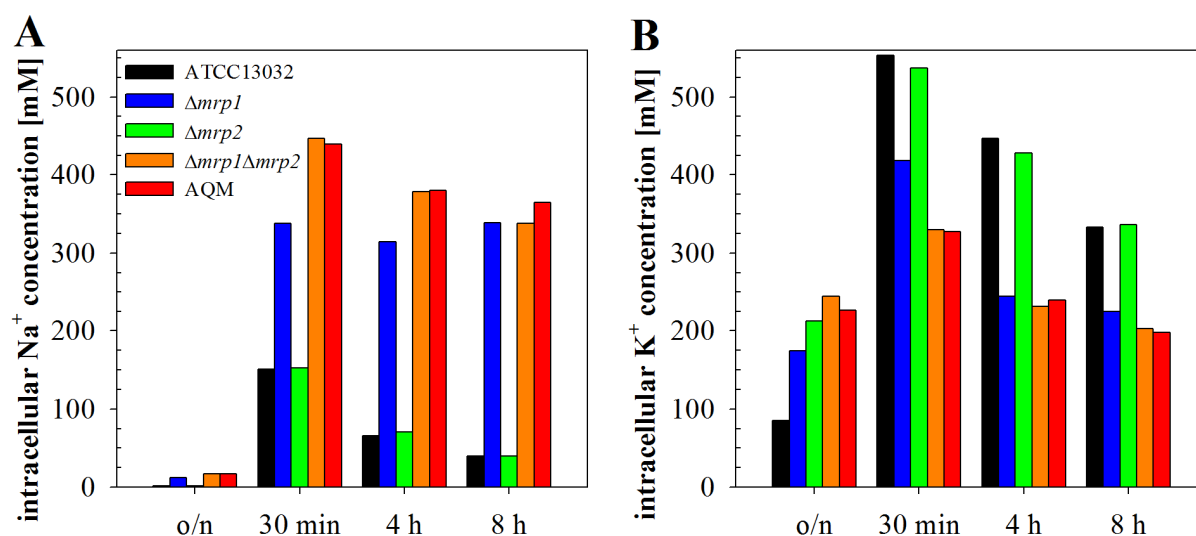 A
intracellular Na⁺ concentration [mM]
500
400
300
200
100
0
ATCC13032
Δmrp1
Δmrp2
Δmrp1Δmrp2
AQM
o/n 30 min 4 h 8 h
B
intracellular K⁺ concentration [mM]
500
400
300
200
100
0
o/n 30 min 4 h 8 h